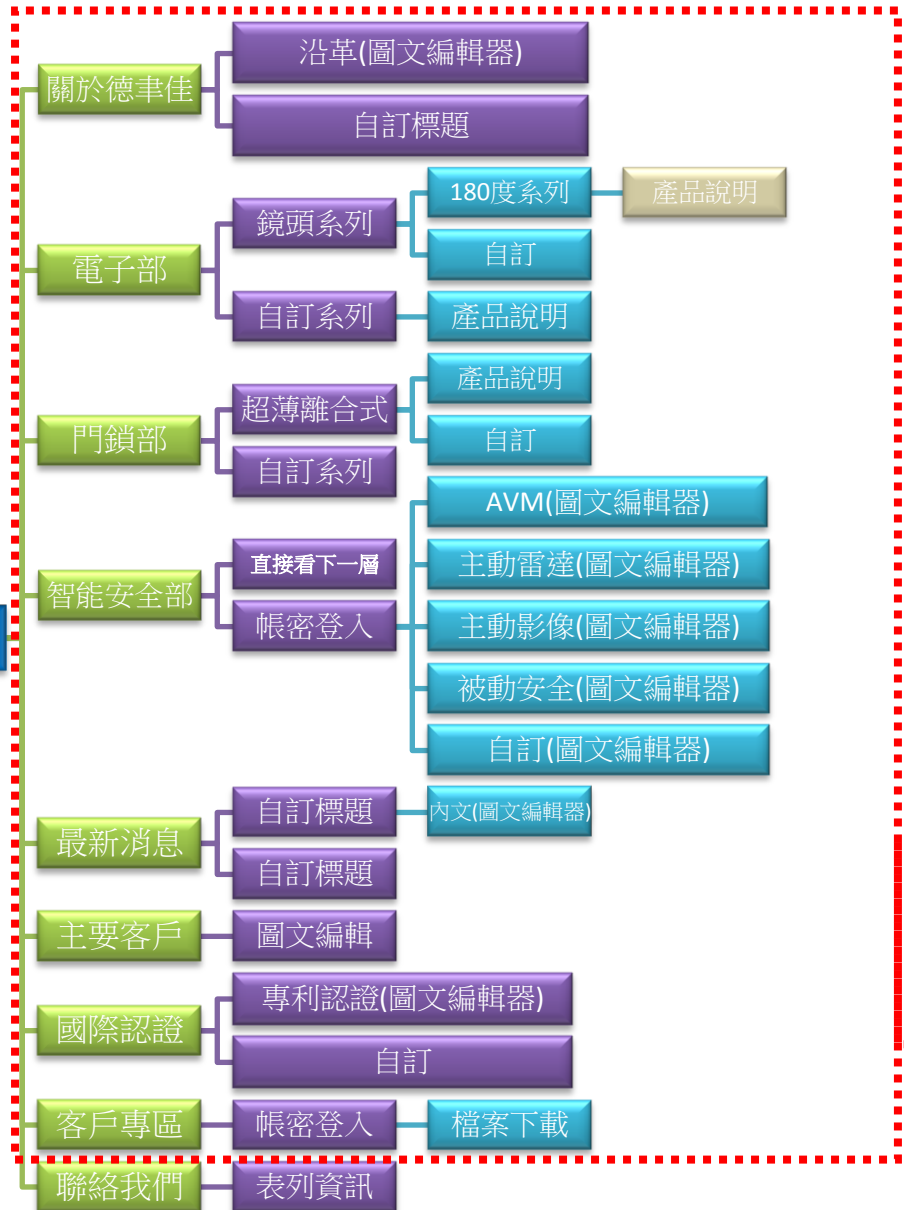 關於德聿佳
沿革(圖文編輯器)
自訂標題
電子部
鏡頭系列
180度系列
產品說明
自訂
自訂系列
產品說明
門鎖部
超薄離合式
產品說明
自訂
自訂系列
智能安全部
直接看下一層
帳密登入
AVM(圖文編輯器)
主動雷達(圖文編輯器)
主動影像(圖文編輯器)
被動安全(圖文編輯器)
自訂(圖文編輯器)
最新消息
自訂標題
內文(圖文編輯器)
自訂標題
主要客戶
圖文編輯
國際認證
專利認證(圖文編輯器)
自訂
客戶專區
帳密登入
檔案下載
聯絡我們
表列資訊